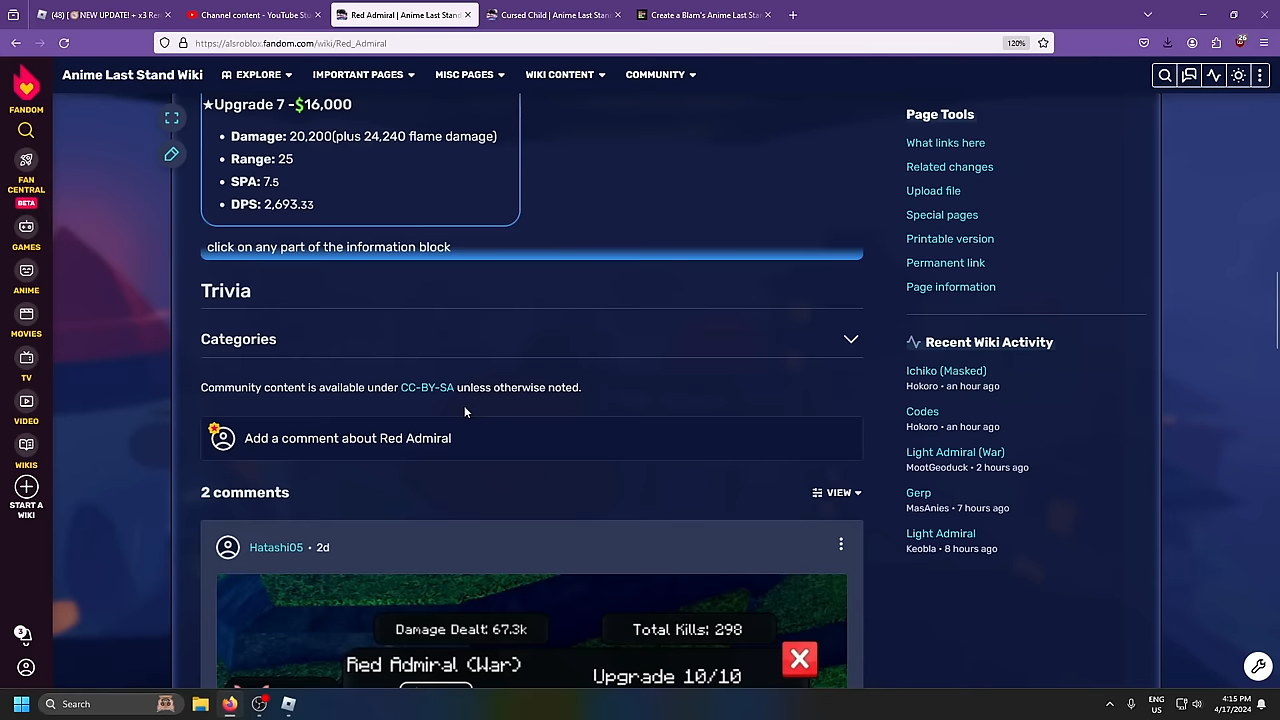 (48) NEW UPDATE! + x3 Re
Channel content - YouTube Stu
Red Admiral | Anime Last Stand
Cursed Child | Anime Last Stan
Create a Blam's Anime Last Sta
https://alsroblox.fandom.com/wiki/Red_Admiral
120%
26
FANDOM
FAN CENTRAL
BETA
GAMES
ANIME
MOVIES
TV
VIDEO
WIKIS
START A WIKI
3
Anime Last Stand Wiki
EXPLORE
IMPORTANT PAGES
MISC PAGES
WIKI CONTENT
COMMUNITY
★Upgrade 7 -$16,000
• Damage: 20,200(plus 24,240 flame damage)
• Range: 25
• SPA: 7.5
• DPS: 2,693.33
click on any part of the information block
Trivia
Categories
Community content is available under CC-BY-SA unless otherwise noted.
Add a comment about Red Admiral
2 comments
VIEW
Hatashi05 • 2d
Damage Dealt: 67.3k
Total Kills: 298
Red Admiral (War)
Upgrade 10/10
Page Tools
What links here
Related changes
Upload file
Special pages
Printable version
Permanent link
Page information
Recent Wiki Activity
Ichiko (Masked)
Hokoro • an hour ago
Codes
Hokoro • an hour ago
Light Admiral (War)
MootGeoduck • 2 hours ago
Gerp
MasAnies • 7 hours ago
Light Admiral
Keobla • 8 hours ago
Search
ENG
US
4:15 PM
4/17/2024